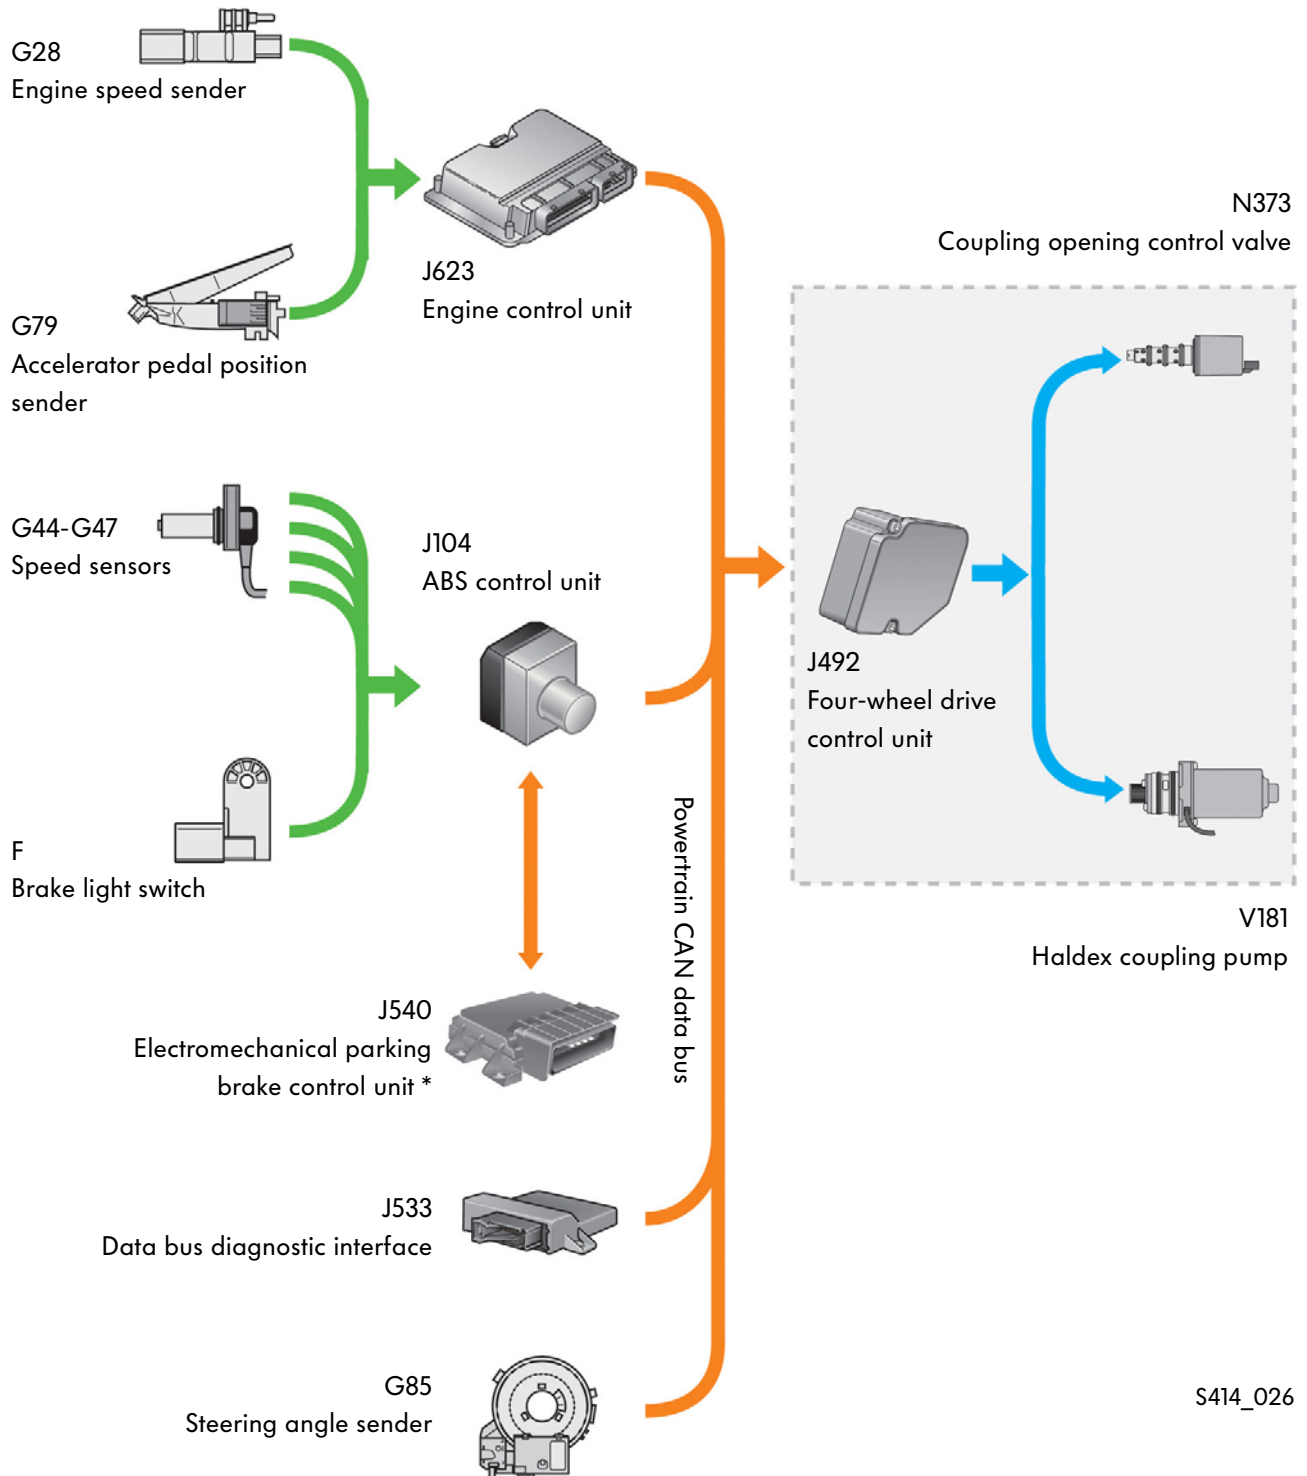 G28
Engine speed sender
G79
Accelerator pedal position
sender
J623
Engine control unit
N373
Coupling opening control valve
G44-G47
Speed sensors
J104
ABS control unit
J492
Four-wheel drive
control unit
F
Brake light switch
Powertrain CAN data bus
V181
Haldex coupling pump
J540
Electromechanical parking
brake control unit *
J533
Data bus diagnostic interface
G85
Steering angle sender
S414_026